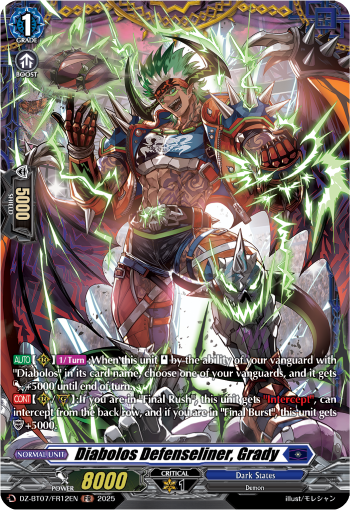 1
GRADE
BOOST
5000
SHIELD
AUTO 1/Turn :When this unit by the ability of your vanguard with
"Diabolos" in its card name, choose one of your vanguards, and it gets
+5000 until end of turn.
CONT :If you are in "Final Rush", this unit gets "Intercept", can
intercept from the back row, and if you are in "Final Burst", this unit gets
+5000.
NORMAL UNIT
Diabolos Defenseliner, Grady
POWER 8000
CRITICAL
1
Dark States
Demon
DZ-BT07/FR12EN FR 2025
illust/モレシャン